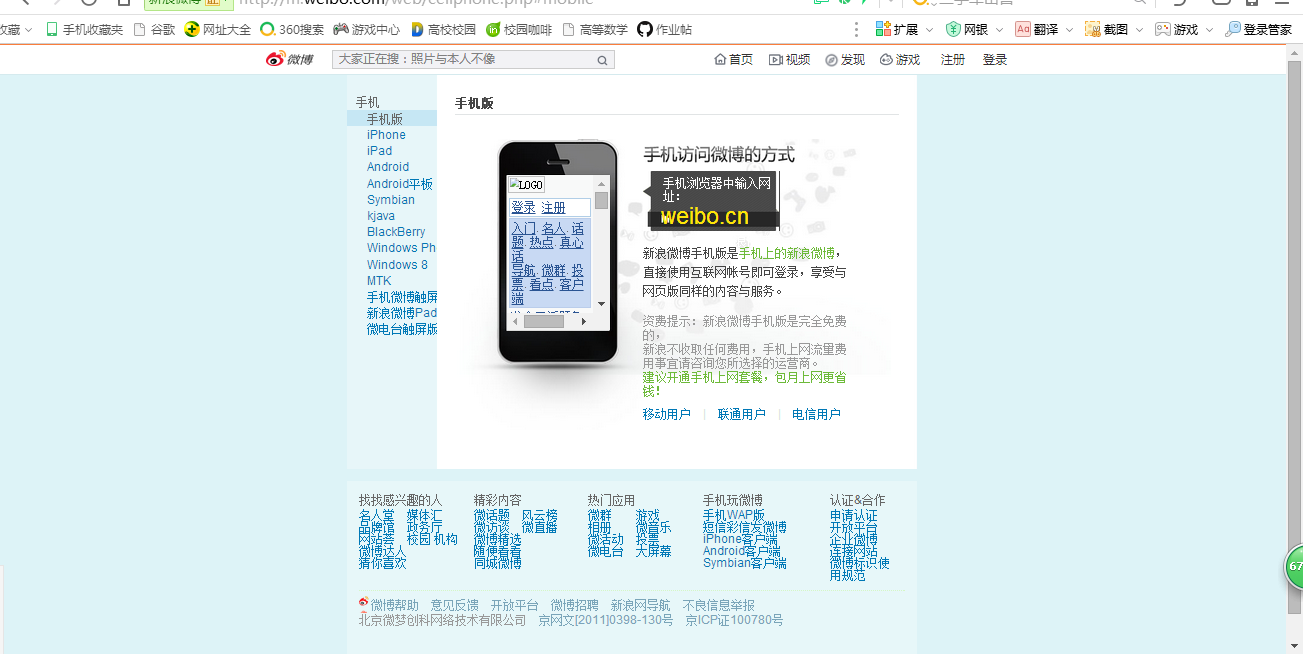 http://m.weibo.com/web/cellphone.php#mobile
收藏 手机收藏夹 谷歌 网址大全 360搜索 游戏中心 高校校园 校园咖啡 高等数学 作业帖 扩展 网银 翻译 截图 游戏 登录管家
微博 大家正在搜：照片与本人不像 首页 视频 发现 游戏 注册 登录
手机
手机版
iPhone
iPad
Android
Android平板
Symbian
kjava
BlackBerry
Windows Ph
Windows 8
MTK
手机微博触屏
新浪微博Pad
微电台触屏版
手机版
LOGO
登录 注册
入门.名人.话
题.热点.真心
话
导航.微群.投
票.看点.客户
端
手机访问微博的方式
手机浏览器中输入网
址：
weibo.cn
新浪微博手机版是手机上的新浪微博，
直接使用互联网帐号即可登录，享受与
网页版同样的内容与服务。
资费提示：新浪微博手机版是完全免费
的，
新浪不收取任何费用，手机上网流量费
用事宜请咨询您所选择的运营商。
建议开通手机上网套餐，包月上网更省
钱！
移动用户 | 联通用户 | 电信用户
找找感兴趣的人
名人堂 媒体汇
品牌馆 政务厅
网站荟 校园 机构
微博达人
猜你喜欢
精彩内容
微话题 风云榜
微访谈 微直播
微博精选
随便看看
同城微博
热门应用
微群 游戏
相册 微音乐
微活动 投票
微电台 大屏幕
手机玩微博
手机WAP版
短信彩信发微博
iPhone客户端
Android客户端
Symbian客户端
认证&合作
申请认证
开放平台
企业微博
连接网站
微博标识使
用规范
微博帮助 意见反馈 开放平台 微博招聘 新浪网导航 不良信息举报
北京微梦创科网络技术有限公司 京网文[2011]0398-130号 京ICP证100780号
67